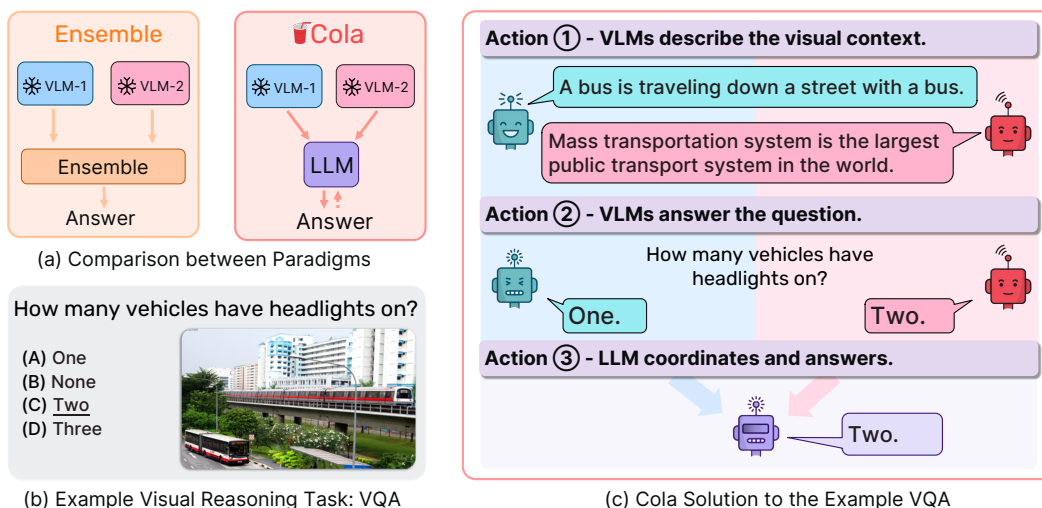 Ensemble
VLM-1
VLM-2
Ensemble
Answer
Cola
VLM-1
VLM-2
LLM
Answer
(a) Comparison between Paradigms
How many vehicles have headlights on?
(A) One
(B) None
(C) Two
(D) Three
(b) Example Visual Reasoning Task: VQA
Action ① - VLMs describe the visual context.
A bus is traveling down a street with a bus.
Mass transportation system is the largest
public transport system in the world.
Action ② - VLMs answer the question.
How many vehicles have
headlights on?
One.
Two.
Action ③ - LLM coordinates and answers.
Two.
(c) Cola Solution to the Example VQA